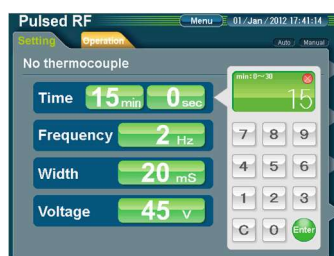 Pulsed RF
Menu 01/Jan/2012 17:41:14
Setting Operation Auto Manual
No thermocouple
Time 15 min 0 sec
Frequency 2 Hz
Width 20 mS
Voltage 45 V
min:0~30
15
7 8 9
4 5 6
1 2 3
C 0 Enter